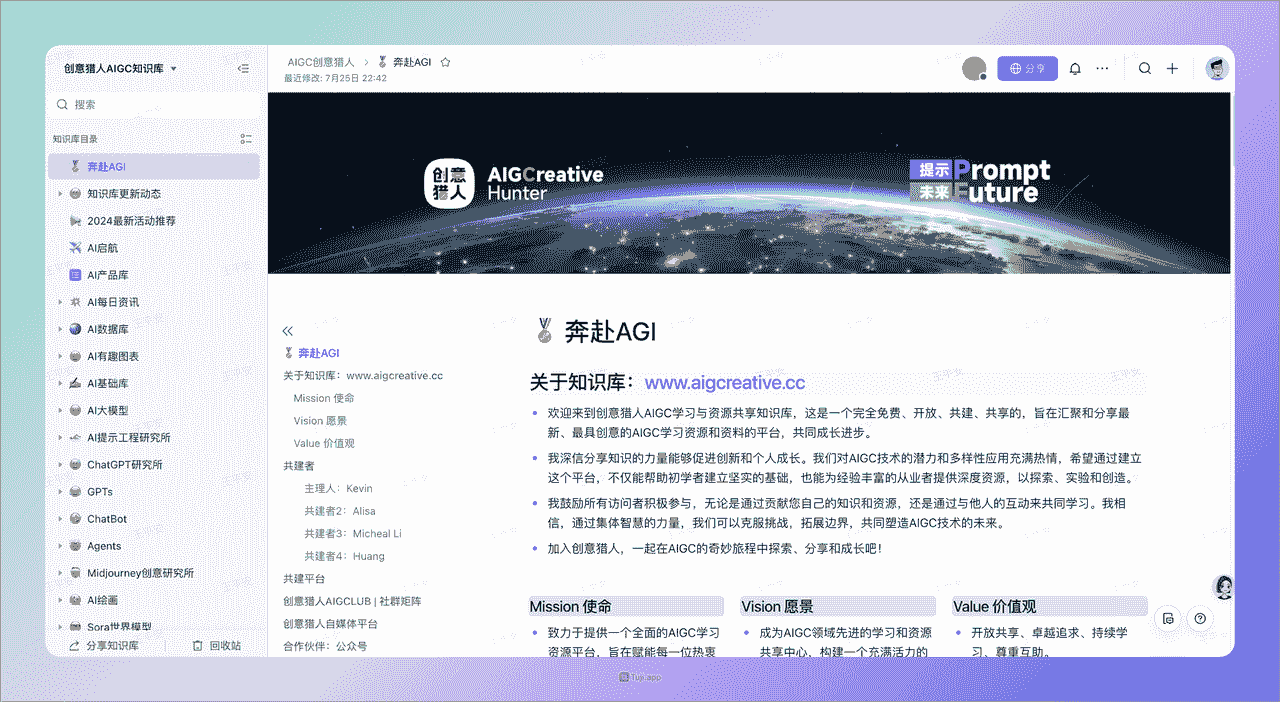 创意猎人AIGC知识库
搜索
知识库目录
奔赴AGI
知识库更新动态
2024最新活动推荐
AI启航
AI产品库
AI每日资讯
AI数据库
AI有趣图表
AI基础库
AI大模型
AI提示工程研究所
ChatGPT研究所
GPTs
ChatBot
Agents
Midjourney创意研究所
AI绘画
Sora世界模型
分享知识库
回收站
AIGC创意猎人
奔赴AGI
最近修改: 7月25日 22:42
分享
创意
猎人
AIGCreative
Hunter
提示 Prompt
未来 Future
奔赴AGI
关于知识库：www.aigcreative.cc
Mission 使命
Vision 愿景
Value 价值观
共建者
主理人：Kevin
共建者2：Alisa
共建者3：Micheal Li
共建者4：Huang
共建平台
创意猎人AIGCLUB | 社群矩阵
创意猎人自媒体平台
合作伙伴：公众号
奔赴AGI
关于知识库：www.aigcreative.cc
欢迎来到创意猎人AIGC学习与资源共享知识库，这是一个完全免费、开放、共建、共享的，旨在汇聚和分享最
新、最具创意的AIGC学习资源和资料的平台，共同成长进步。
我深信分享知识的力量能够促进创新和个人成长。我们对AIGC技术的潜力和多样性应用充满热情，希望通过建立
这个平台，不仅能帮助初学者建立坚实的基础，也能为经验丰富的从业者提供深度资源，以探索、实验和创造。
我鼓励所有访问者积极参与，无论是通过贡献您自己的知识和资源，还是通过与他人的互动来共同学习。我相
信，通过集体智慧的力量，我们可以克服挑战，拓展边界，共同塑造AIGC技术的未来。
加入创意猎人，一起在AIGC的奇妙旅程中探索、分享和成长吧！
Mission 使命
致力于提供一个全面的AIGC学习
资源平台，旨在赋能每一位热衷
Vision 愿景
成为AIGC领域先进的学习和资源
共享中心，构建一个充满活力的
Value 价值观
开放共享、卓越追求、持续学
习、尊重互助。
Tuji.app